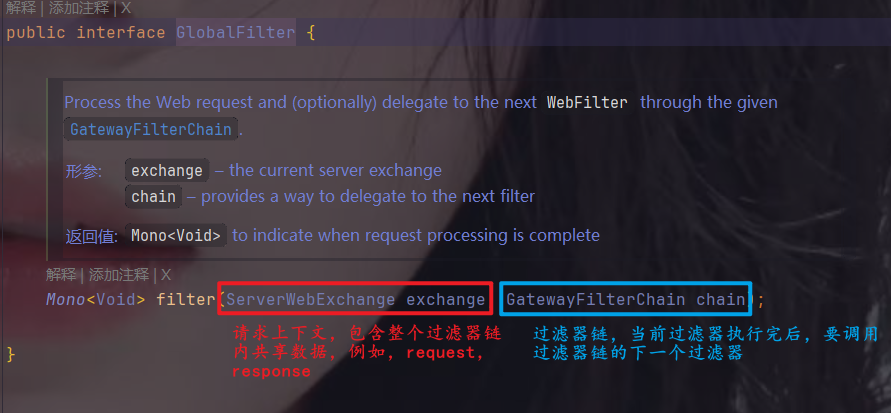 解释 | 添加注释 | X
public interface GlobalFilter {
Process the Web request and (optionally) delegate to the next WebFilter through the given
GatewayFilterChain.
形参: exchange – the current server exchange
chain – provides a way to delegate to the next filter
返回值: Mono<Void> to indicate when request processing is complete
解释 | 添加注释 | X
Mono<Void> filter(ServerWebExchange exchange, GatewayFilterChain chain);
请求上下文，包含整个过滤器链
内共享数据，例如，request，
response
过滤器链，当前过滤器执行完后，要调用
过滤器链的下一个过滤器
}